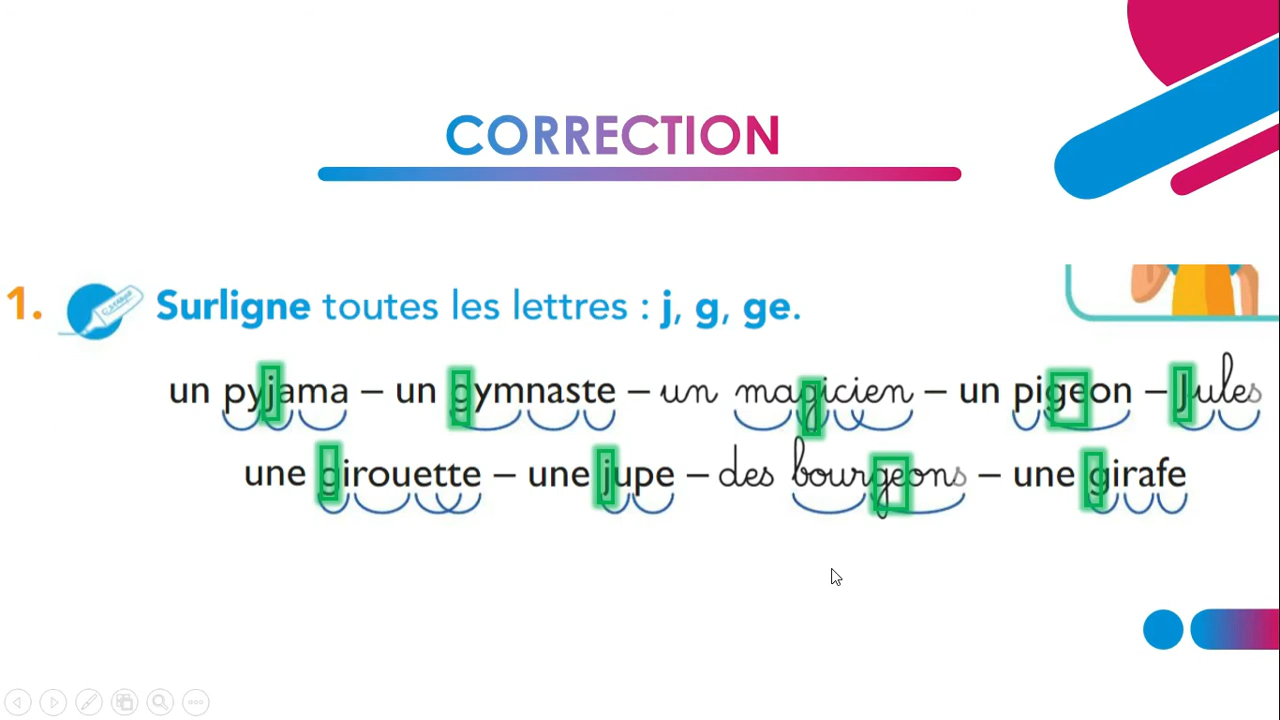 CORRECTION
1. Surligne toutes les lettres : j, g, ge.
un pyjama – un gymnaste – un magicien – un pigeon – Jules
une girouette – une jupe – des bourgeons – une girafe